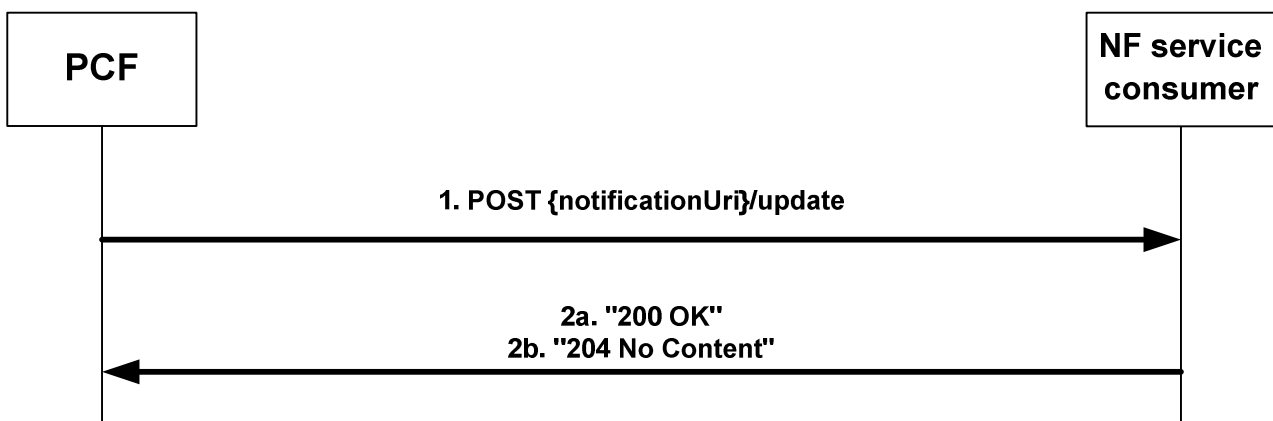 PCF
NF service
consumer
1. POST {notificationUri}/update
2a. "200 OK"
2b. "204 No Content"